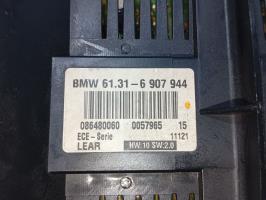 BMW 61.31-6 907 944
086480060 0057965 15
ECE-Serie 11121
LEAR HW:10 SW:2.0